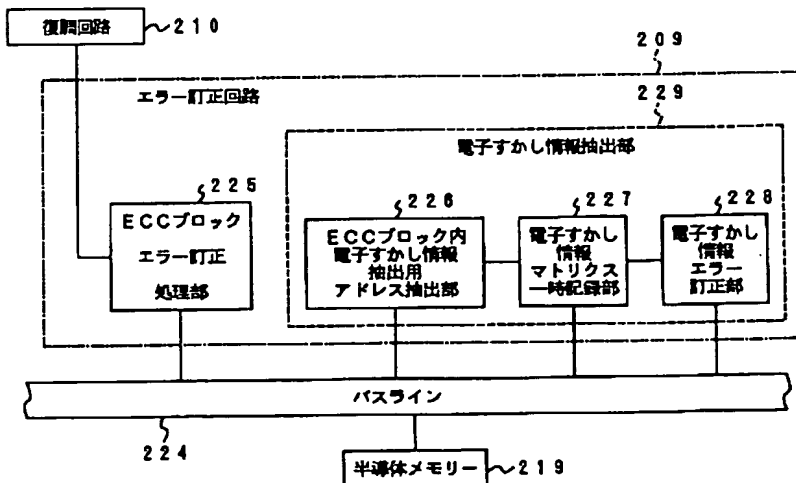 復調回路
210
209
エラー訂正回路
229
電子すかし情報抽出部
225
ECCブロック
エラー訂正
処理部
226
ECCブロック内
電子すかし情報
抽出用
アドレス抽出部
227
電子すかし
情報
マトリクス
一時記録部
228
電子すかし
情報
エラー
訂正部
バスライン
224
半導体メモリー
219